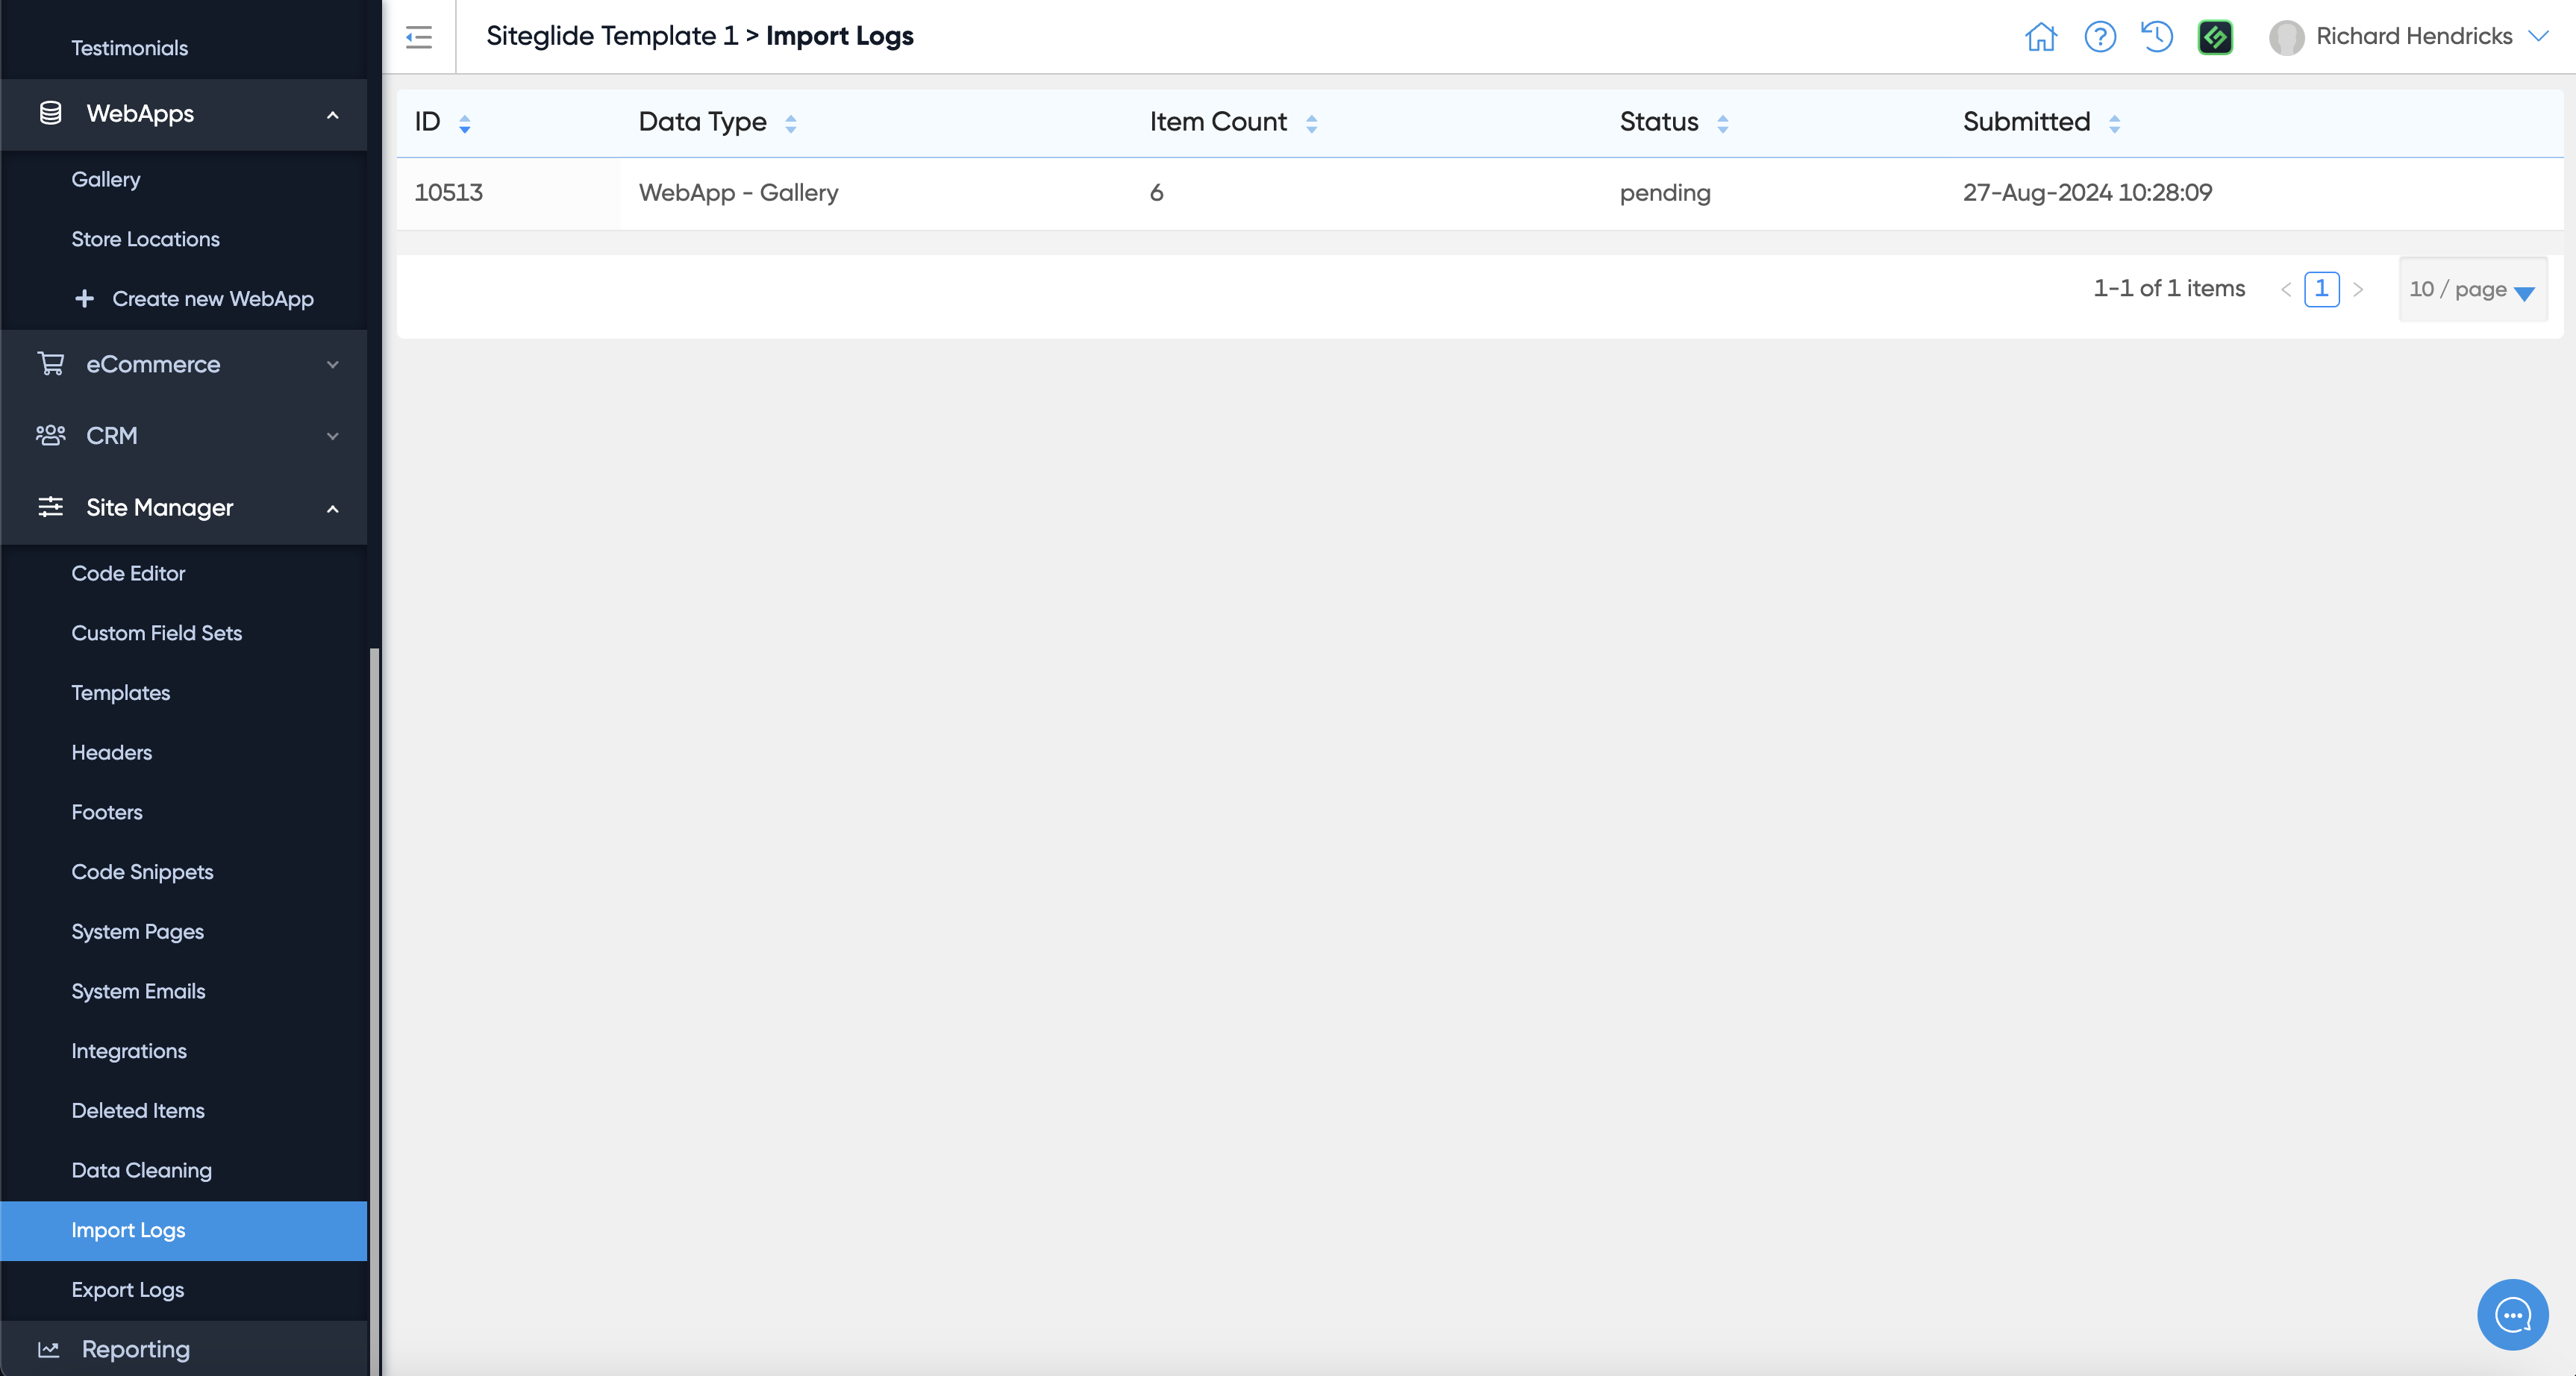 Testimonials
WebApps
Gallery
Store Locations
Create new WebApp
eCommerce
CRM
Site Manager
Code Editor
Custom Field Sets
Templates
Headers
Footers
Code Snippets
System Pages
System Emails
Integrations
Deleted Items
Data Cleaning
Import Logs
Export Logs
Reporting
Siteglide Template 1 > Import Logs
Richard Hendricks
ID Data Type Item Count Status Submitted
10513 WebApp - Gallery 6 pending 27-Aug-2024 10:28:09
1-1 of 1 items < 1 > 10 / page